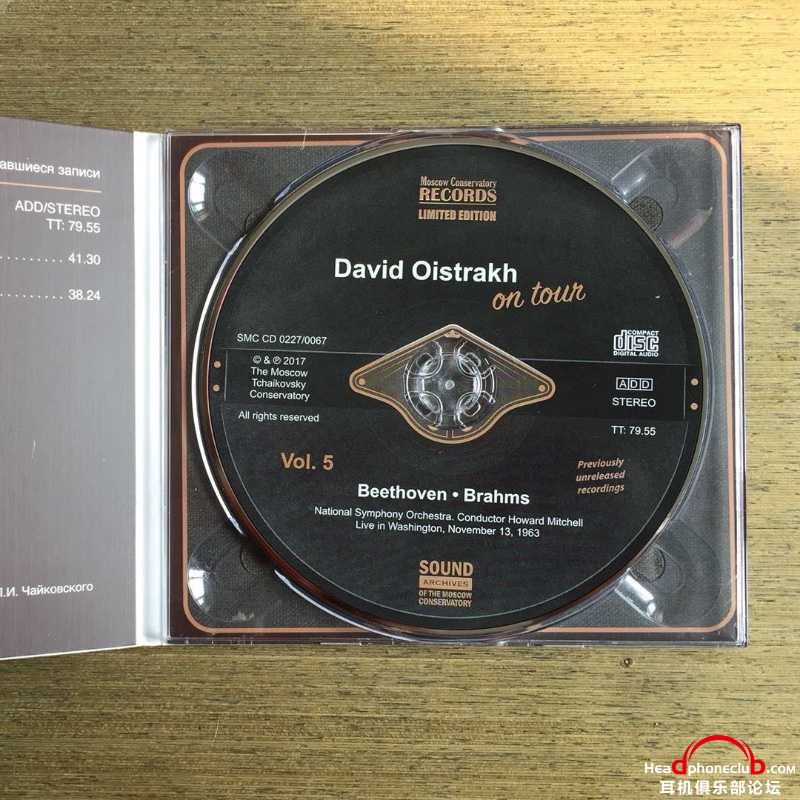 авшиеся записи
ADD/STEREO
TT: 79.55
. . . . . . . . . . 41.30
. . . . . . . . . . 38.24
.И. Чайковского
Moscow Conservatory
RECORDS
LIMITED EDITION
David Oistrakh
on tour
SMC CD 0227/0067
© & ℗ 2017
The Moscow
Tchaikovsky
Conservatory
All rights reserved
COMPACT
disc
DIGITAL AUDIO
ADD
STEREO
TT: 79.55
Vol. 5
Previously
unreleased
recordings
Beethoven • Brahms
National Symphony Orchestra. Conductor Howard Mitchell
Live in Washington, November 13, 1963
SOUND
ARCHIVES
OF THE MOSCOW
CONSERVATORY
Headphoneclub.com
耳机俱乐部论坛